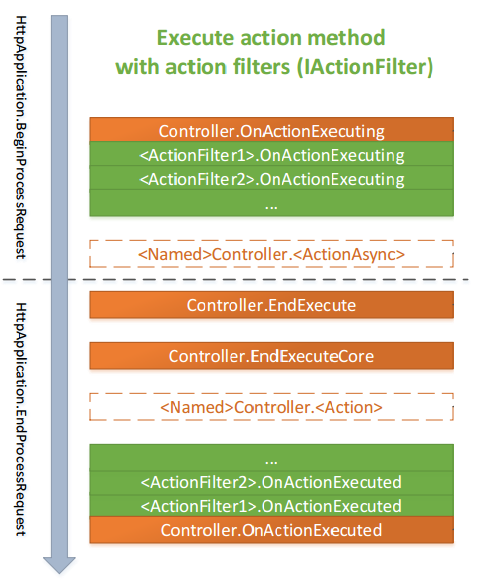 Execute action method
with action filters (IActionFilter)
HttpApplication.BeginProcessRequest
Controller.OnActionExecuting
<ActionFilter1>.OnActionExecuting
<ActionFilter2>.OnActionExecuting
...
<Named>Controller.<ActionAsync>
HttpApplication.EndProcessRequest
Controller.EndExecute
Controller.EndExecuteCore
<Named>Controller.<Action>
...
<ActionFilter2>.OnActionExecuted
<ActionFilter1>.OnActionExecuted
Controller.OnActionExecuted